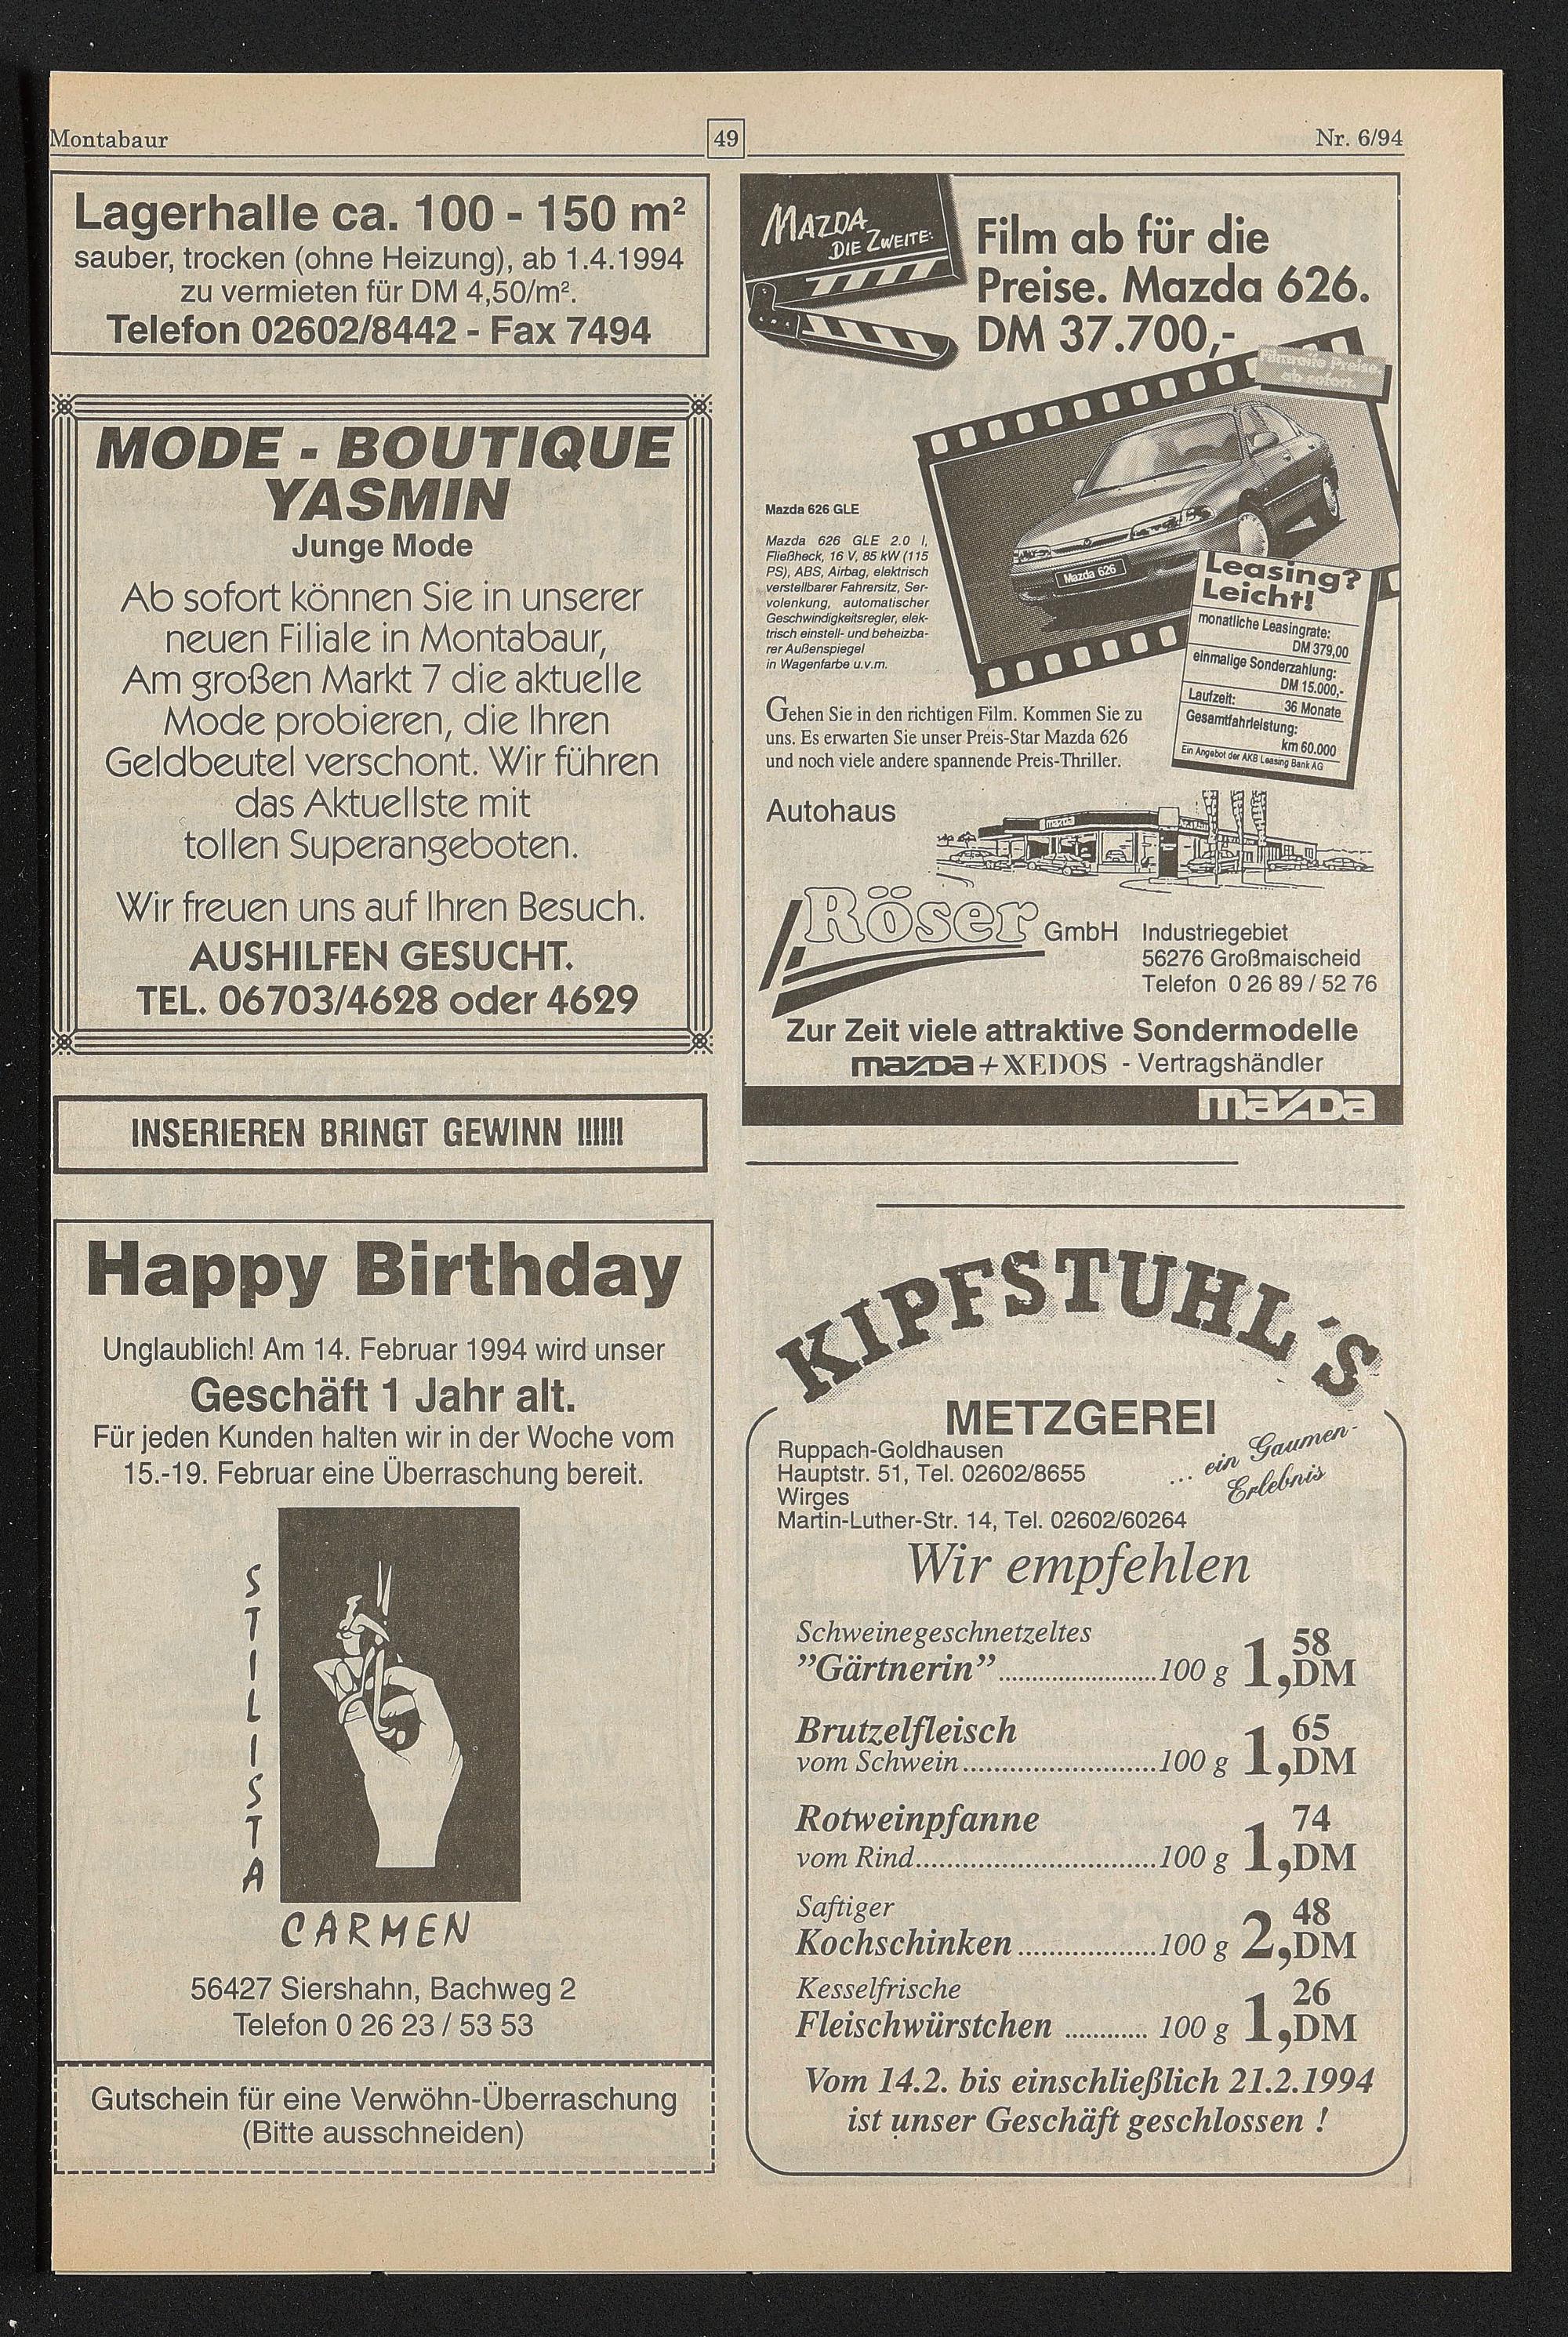 Montabaur
49
Nr. 6/94
Lagerhalle ca. 100 - 150 m²
sauber, trocken (ohne Heizung), ab 1.4.1994
zu vermieten für DM 4,50/m².
Telefon 02602/8442 - Fax 7494
MODE - BOUTIQUE
YASMIN
Junge Mode
Ab sofort können Sie in unserer
neuen Filiale in Montabaur,
Am großen Markt 7 die aktuelle
Mode probieren, die Ihren
Geldbeutel verschont. Wir führen
das Aktuellste mit
tollen Superangeboten.
Wir freuen uns auf Ihren Besuch.
AUSHILFEN GESUCHT.
TEL. 06703/4628 oder 4629
INSERIEREN BRINGT GEWINN !!!!!!
Happy Birthday
Unglaublich! Am 14. Februar 1994 wird unser
Geschäft 1 Jahr alt.
Für jeden Kunden halten wir in der Woche vom
15.-19. Februar eine Überraschung bereit.
STILISTA
CARMEN
56427 Siershahn, Bachweg 2
Telefon 0 26 23 / 53 53
Gutschein für eine Verwöhn-Überraschung
(Bitte ausschneiden)
MAZDA
DIE ZWEITE:
Film ab für die
Preise. Mazda 626.
DM 37.700,-
Filmreife Preise.
ab sofort.
Mazda 626
Mazda 626 GLE
Mazda 626 GLE 2.0 l,
Fließheck, 16 V, 85 kW (115
PS), ABS, Airbag, elektrisch
verstellbarer Fahrersitz, Ser-
volenkung, automatischer
Geschwindigkeitsregler, elek-
trisch einstell- und beheizba-
rer Außenspiegel
in Wagenfarbe u.v.m.
Leasing?
Leicht!
monatliche Leasingrate:
DM 379,00
einmalige Sonderzahlung:
DM 15.000,-
Laufzeit: 36 Monate
Gesamtfahrleistung:
km 60.000
Ein Angebot der AKB Leasing Bank AG
Gehen Sie in den richtigen Film. Kommen Sie zu
uns. Es erwarten Sie unser Preis-Star Mazda 626
und noch viele andere spannende Preis-Thriller.
Autohaus
mazda
Röser GmbH
Industriegebiet
56276 Großmaischeid
Telefon 0 26 89 / 52 76
Zur Zeit viele attraktive Sondermodelle
mazda + XEDOS - Vertragshändler
mazda
KIPFSTUHL´S
METZGEREI
Ruppach-Goldhausen
Hauptstr. 51, Tel. 02602/8655
Wirges
Martin-Luther-Str. 14, Tel. 02602/60264
... ein Gaumen-
Erlebnis
Wir empfehlen
Schweinegeschnetzeltes
”Gärtnerin”.......................100 g 1,58 DM
Brutzelfleisch
vom Schwein.........................100 g 1,65 DM
Rotweinpfanne
vom Rind...............................100 g 1,74 DM
Saftiger
Kochschinken..................100 g 2,48 DM
Kesselfrische
Fleischwürstchen ............ 100 g 1,26 DM
Vom 14.2. bis einschließlich 21.2.1994
ist unser Geschäft geschlossen !